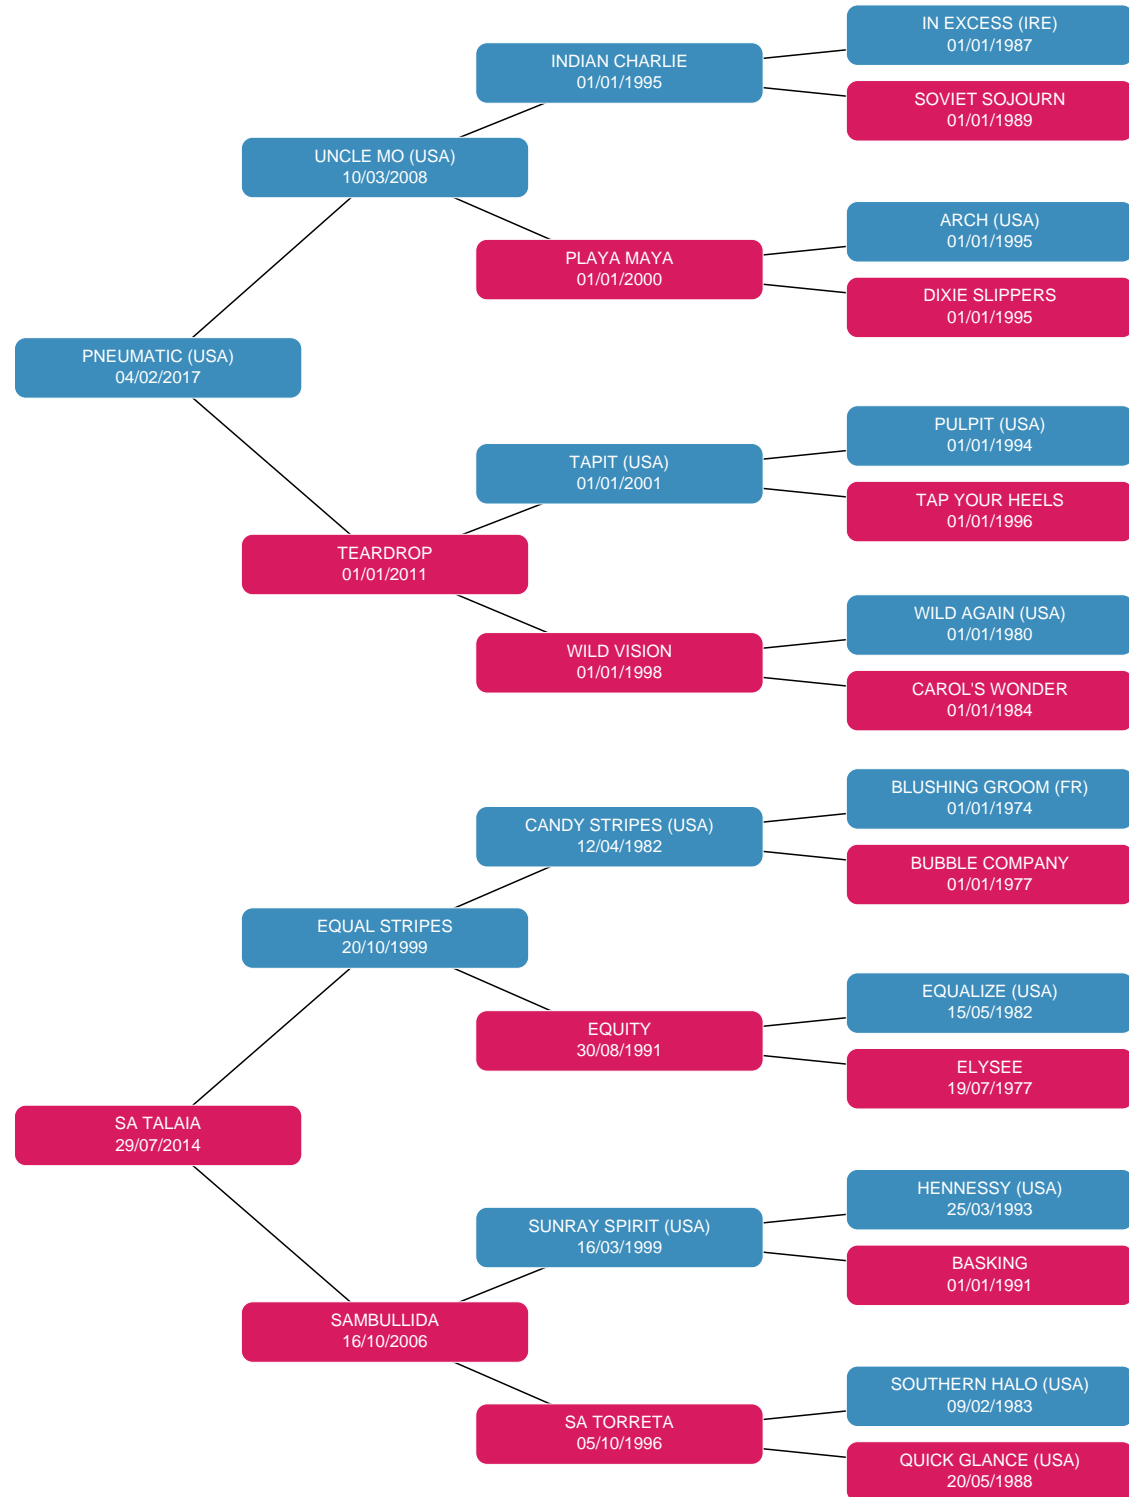 IN EXCESS (IRE)
01/01/1987
INDIAN CHARLIE
01/01/1995
SOVIET SOJOURN
01/01/1989
UNCLE MO (USA)
10/03/2008
ARCH (USA)
01/01/1995
PLAYA MAYA
01/01/2000
DIXIE SLIPPERS
01/01/1995
PNEUMATIC (USA)
04/02/2017
PULPIT (USA)
01/01/1994
TAPIT (USA)
01/01/2001
TAP YOUR HEELS
01/01/1996
TEARDROP
01/01/2011
WILD AGAIN (USA)
01/01/1980
WILD VISION
01/01/1998
CAROL'S WONDER
01/01/1984
BLUSHING GROOM (FR)
01/01/1974
CANDY STRIPES (USA)
12/04/1982
BUBBLE COMPANY
01/01/1977
EQUAL STRIPES
20/10/1999
EQUALIZE (USA)
15/05/1982
EQUITY
30/08/1991
ELYSEE
19/07/1977
SA TALAIA
29/07/2014
HENNESSY (USA)
25/03/1993
SUNRAY SPIRIT (USA)
16/03/1999
BASKING
01/01/1991
SAMBULLIDA
16/10/2006
SOUTHERN HALO (USA)
09/02/1983
SA TORRETA
05/10/1996
QUICK GLANCE (USA)
20/05/1988